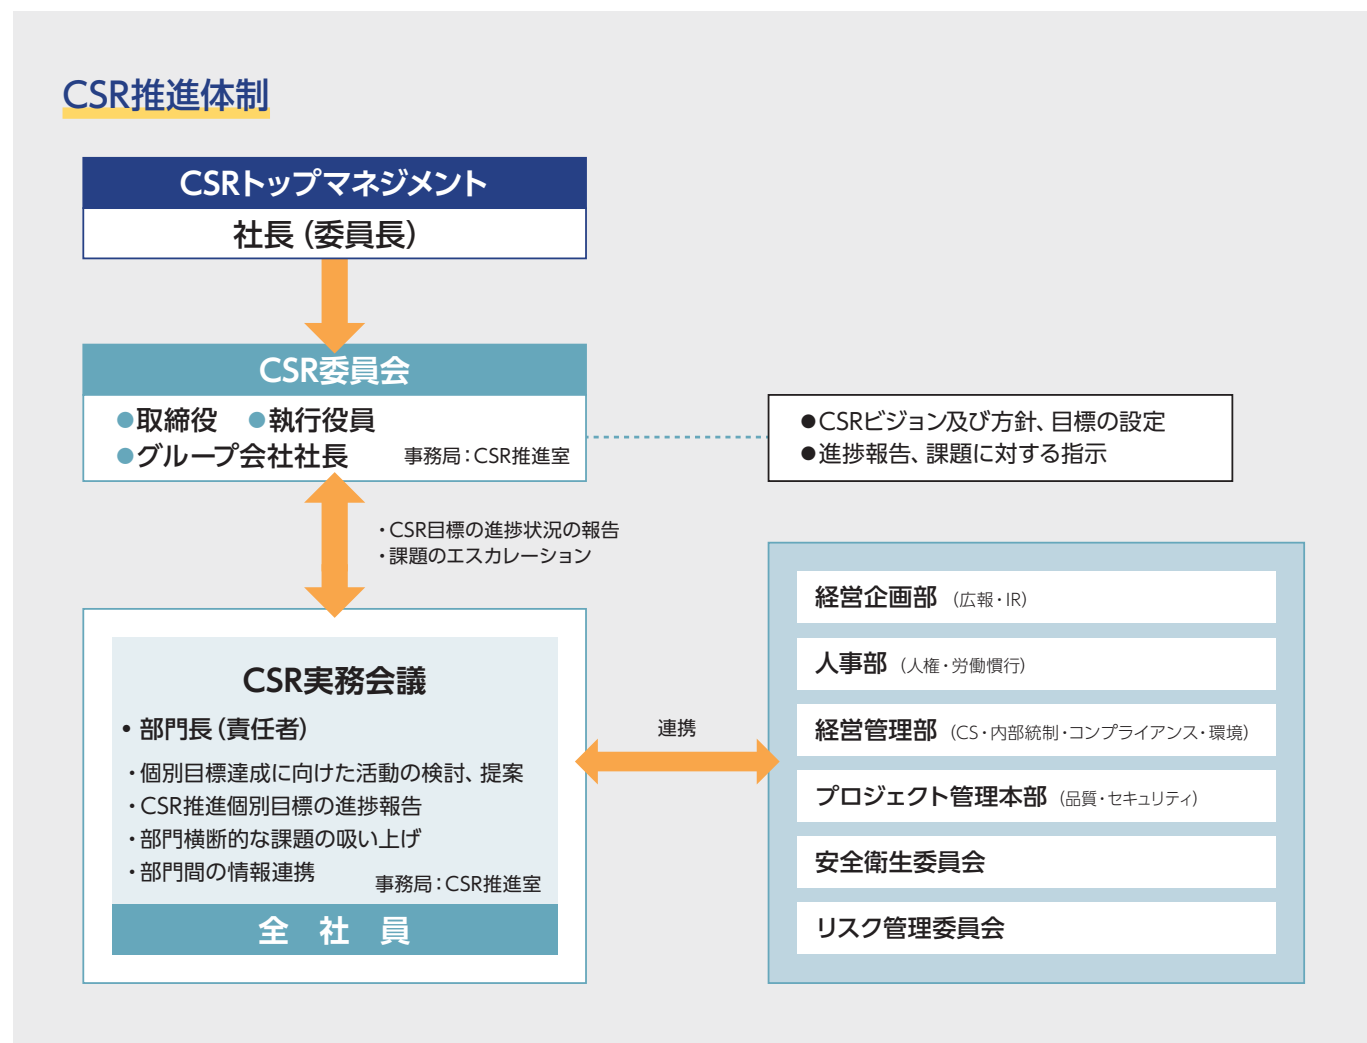 CSR推進体制
CSRトップマネジメント
社長（委員長）
CSR委員会
●取締役　●執行役員
●グループ会社社長　事務局：CSR推進室
●CSRビジョン及び方針、目標の設定
●進捗報告、課題に対する指示
・CSR目標の進捗状況の報告
・課題のエスカレーション
CSR実務会議
• 部門長（責任者）
・個別目標達成に向けた活動の検討、提案
・CSR推進個別目標の進捗報告
・部門横断的な課題の吸い上げ
・部門間の情報連携
事務局：CSR推進室
全 社 員
連携
経営企画部（広報・IR）
人事部（人権・労働慣行）
経営管理部（CS・内部統制・コンプライアンス・環境）
プロジェクト管理本部（品質・セキュリティ）
安全衛生委員会
リスク管理委員会